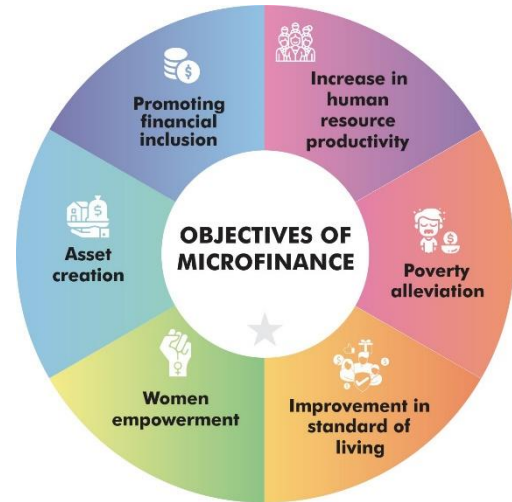 OBJECTIVES OF
MICROFINANCE
Increase in
human
resource
productivity
Poverty
alleviation
Improvement in
standard of
living
Women
empowerment
Asset
creation
Promoting
financial
inclusion